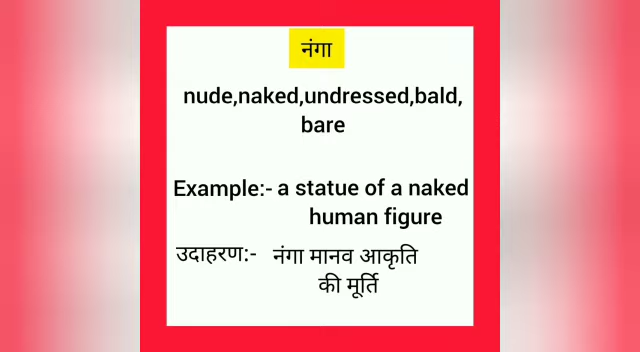 नंगा
nude,naked,undressed,bald,
bare
Example:- a statue of a naked
human figure
उदाहरण:- नंगा मानव आकृति
की मूर्ति